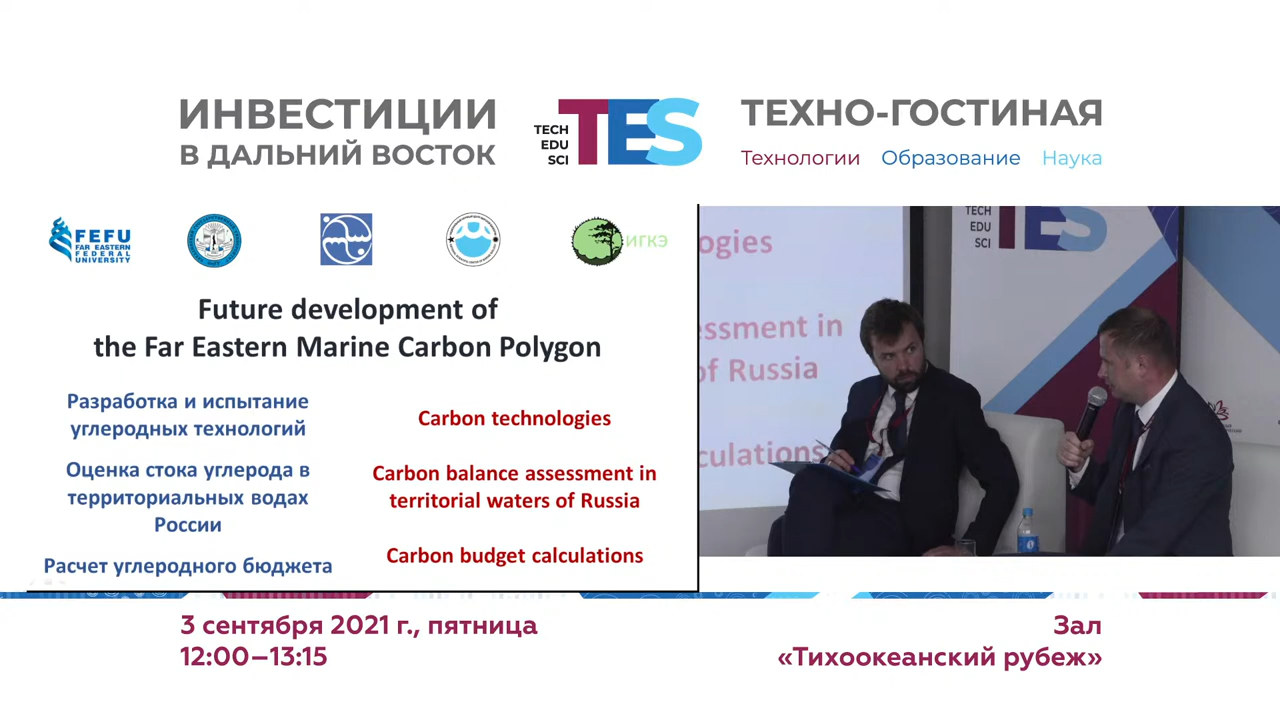 ИНВЕСТИЦИИ
В ДАЛЬНИЙ ВОСТОК
TECH
EDU
SCI
TES
ТЕХНО-ГОСТИНАЯ
Технологии Образование Наука
FEFU
FAR EASTERN
FEDERAL
UNIVERSITY
ИГКЭ
Future development of
the Far Eastern Marine Carbon Polygon
Разработка и испытание
углеродных технологий
Оценка стока углерода в
территориальных водах
России
Расчет углеродного бюджета
Carbon technologies
Carbon balance assessment in
territorial waters of Russia
Carbon budget calculations
ogies
essment in
of Russia
culations
TECH
EDU
SCI
TES
3 сентября 2021 г., пятница
12:00–13:15
Зал
«Тихоокеанский рубеж»